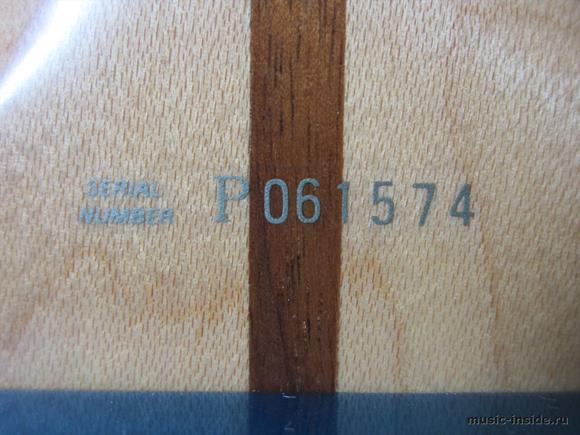 SERIAL
NUMBER
P061574
music-inside.ru